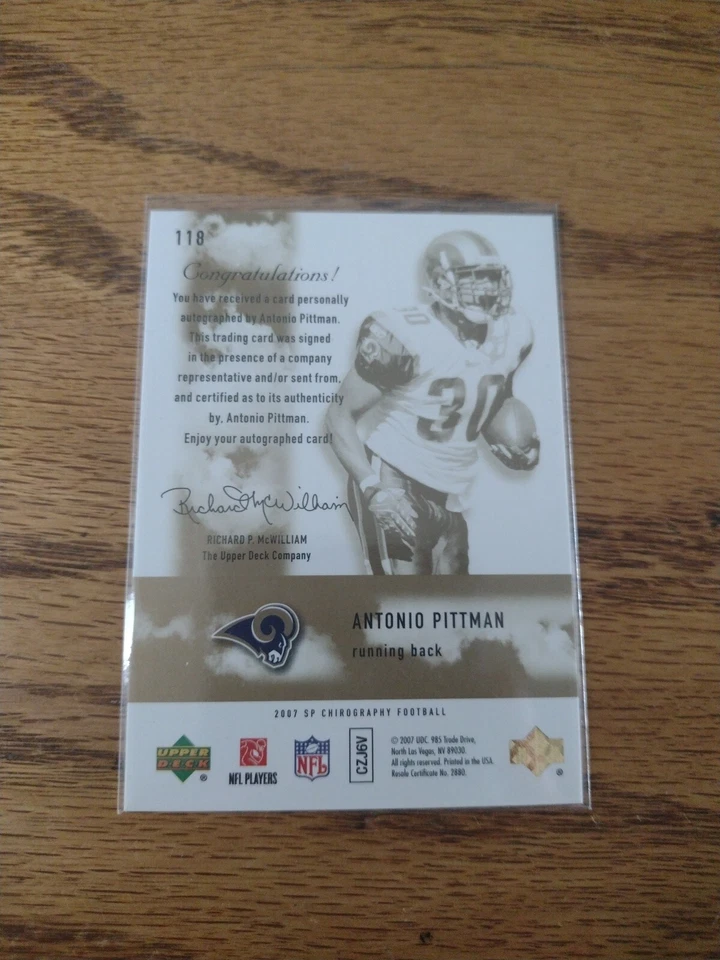 118
Congratulations!
You have received a card personally
autographed by Antonio Pittman.
This trading card was signed
in the presence of a company
representative and/or sent from,
and certified as to its authenticity
by, Antonio Pittman.
Enjoy your autographed card!
30
30
Richard McWilliam
RICHARD P. McWILLIAM
The Upper Deck Company
ANTONIO PITTMAN
running back
2007 SP CHIROGRAPHY FOOTBALL
UPPER DECK ®
NFL PLAYERS
NFL
CZJ6V
© 2007 UDC. 985 Trade Drive,
North Las Vegas, NV 89030.
All rights reserved. Printed in the USA.
Resale Certificate No. 2880.
®